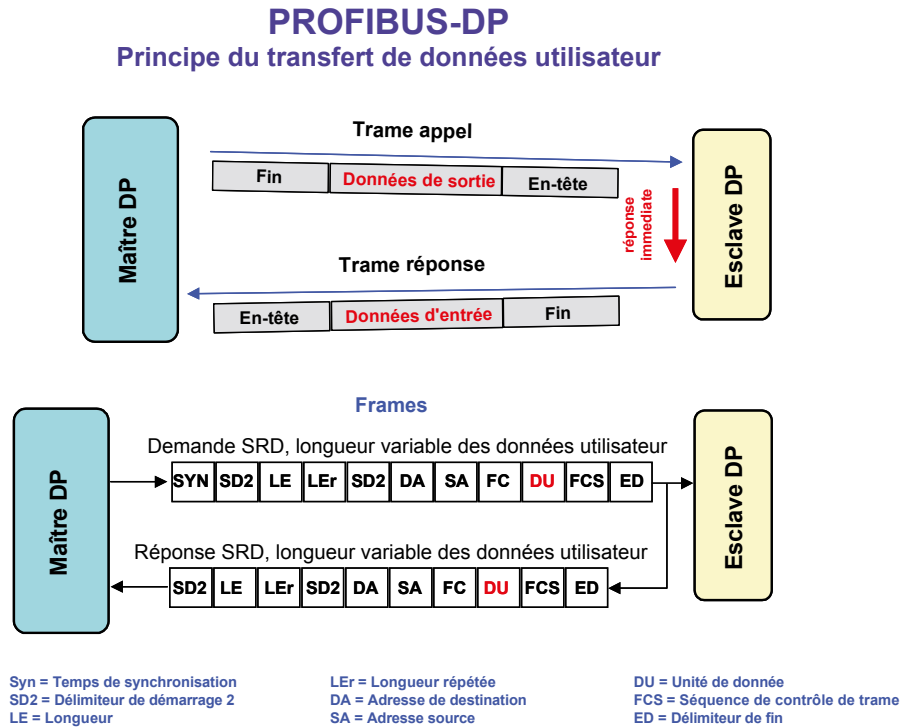 PROFIBUS-DP
Principe du transfert de données utilisateur
Maître DP
Trame appel
Fin
Données de sortie
En-tête
réponse
immediate
Esclave DP
Trame réponse
En-tête
Données d'entrée
Fin
Frames
Maître DP
Demande SRD, longueur variable des données utilisateur
SYN SD2 LE LEr SD2 DA SA FC DU FCS ED
Esclave DP
Réponse SRD, longueur variable des données utilisateur
SD2 LE LEr SD2 DA SA FC DU FCS ED
Syn = Temps de synchronisation
SD2 = Délimiteur de démarrage 2
LE = Longueur
LEr = Longueur répétée
DA = Adresse de destination
SA = Adresse source
DU = Unité de donnée
FCS = Séquence de contrôle de trame
ED = Délimiteur de fin